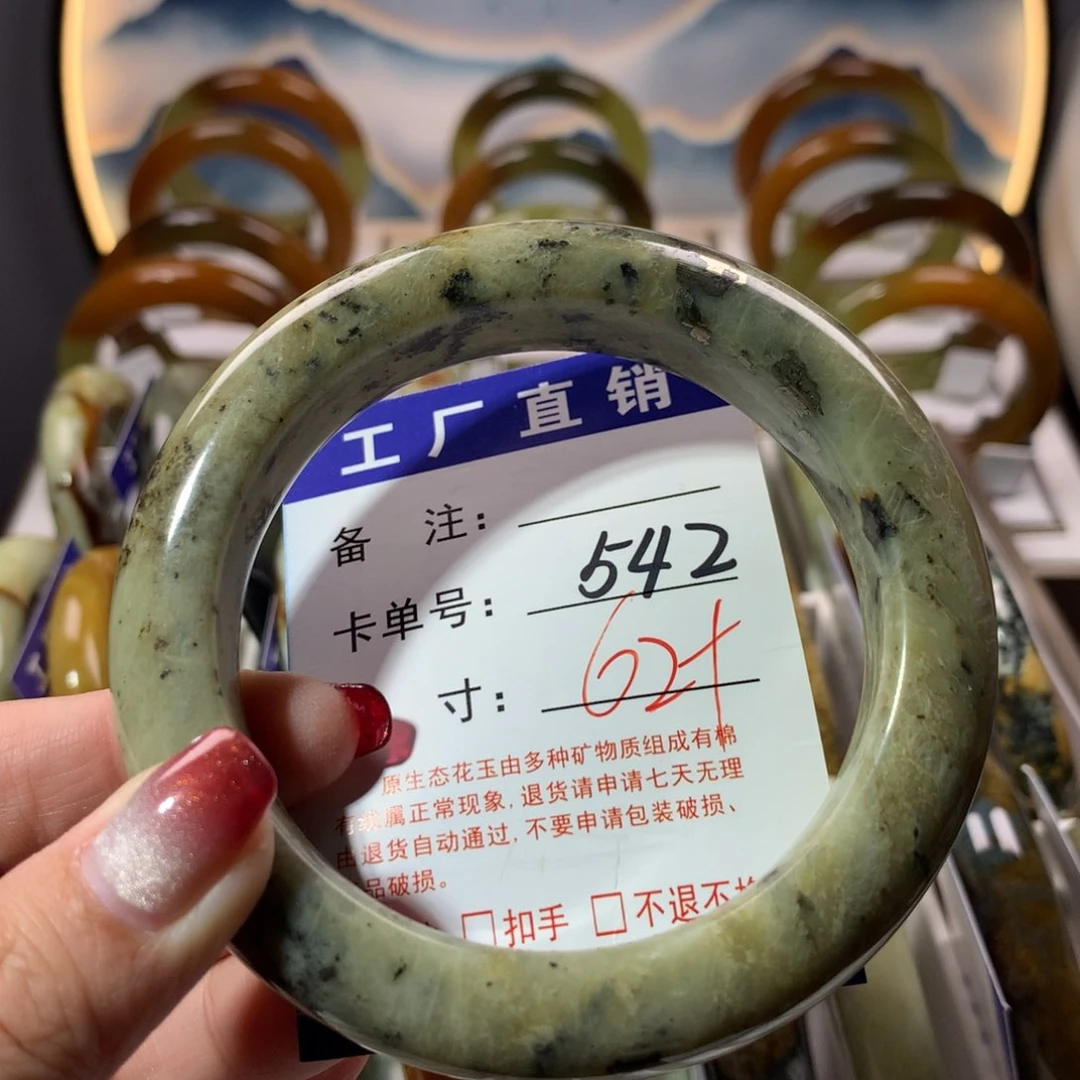 工厂直销
备 注：
卡单号： 542
寸： 62+
原生态花玉由多种矿物质组成有棉
有纹属正常现象,退货请申请七天无理
由退货自动通过,不要申请包装破损、
品破损。
□扣手 □不退不